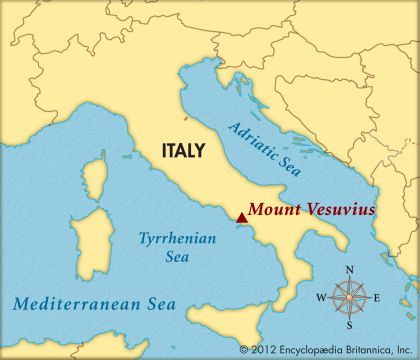 Adriatic Sea
ITALY
Mount Vesuvius
Tyrrhenian
Sea
Mediterranean Sea
N
W E
S
© 2012 Encyclopædia Britannica, Inc.